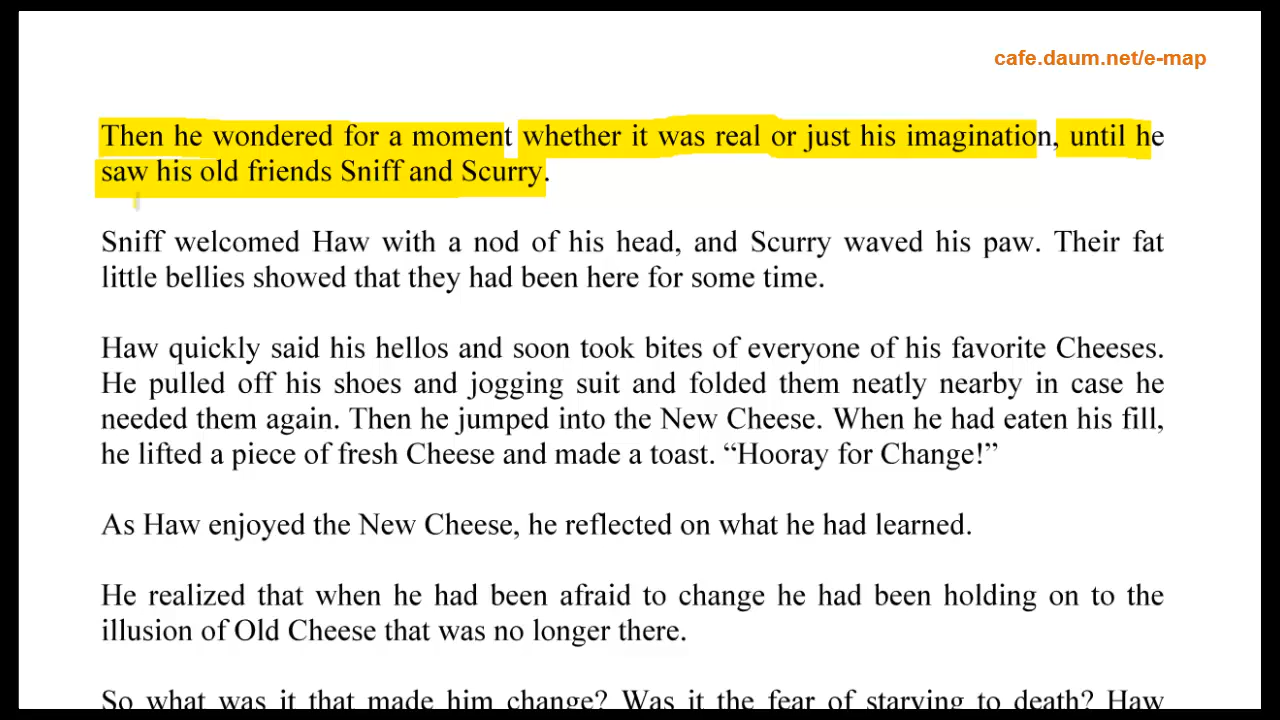 cafe.daum.net/e-map
Then he wondered for a moment whether it was real or just his imagination, until he
saw his old friends Sniff and Scurry.
Sniff welcomed Haw with a nod of his head, and Scurry waved his paw. Their fat
little bellies showed that they had been here for some time.
Haw quickly said his hellos and soon took bites of everyone of his favorite Cheeses.
He pulled off his shoes and jogging suit and folded them neatly nearby in case he
needed them again. Then he jumped into the New Cheese. When he had eaten his fill,
he lifted a piece of fresh Cheese and made a toast. “Hooray for Change!”
As Haw enjoyed the New Cheese, he reflected on what he had learned.
He realized that when he had been afraid to change he had been holding on to the
illusion of Old Cheese that was no longer there.
So what was it that made him change? Was it the fear of starving to death? Haw